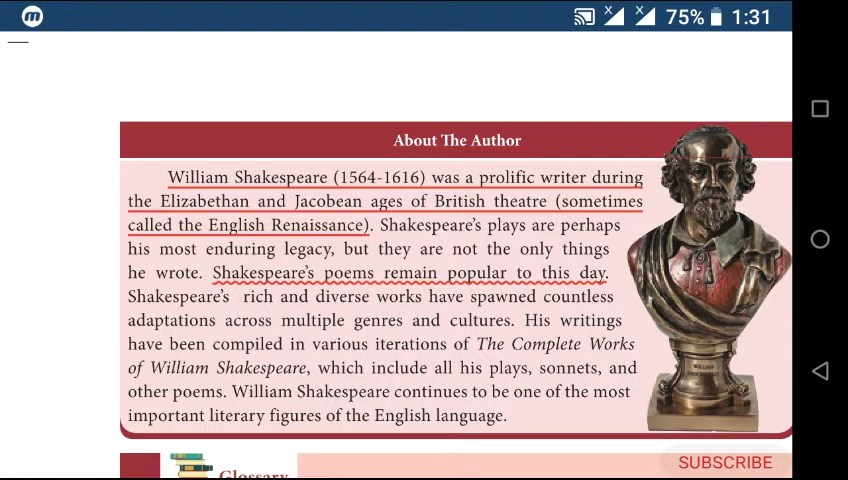 75% 1:31
About The Author
William Shakespeare (1564-1616) was a prolific writer during
the Elizabethan and Jacobean ages of British theatre (sometimes
called the English Renaissance). Shakespeare's plays are perhaps
his most enduring legacy, but they are not the only things
he wrote. Shakespeare's poems remain popular to this day.
Shakespeare's rich and diverse works have spawned countless
adaptations across multiple genres and cultures. His writings
have been compiled in various iterations of The Complete Works
of William Shakespeare, which include all his plays, sonnets, and
other poems. William Shakespeare continues to be one of the most
important literary figures of the English language.
WILLIAM
SUBSCRIBE
Glossary